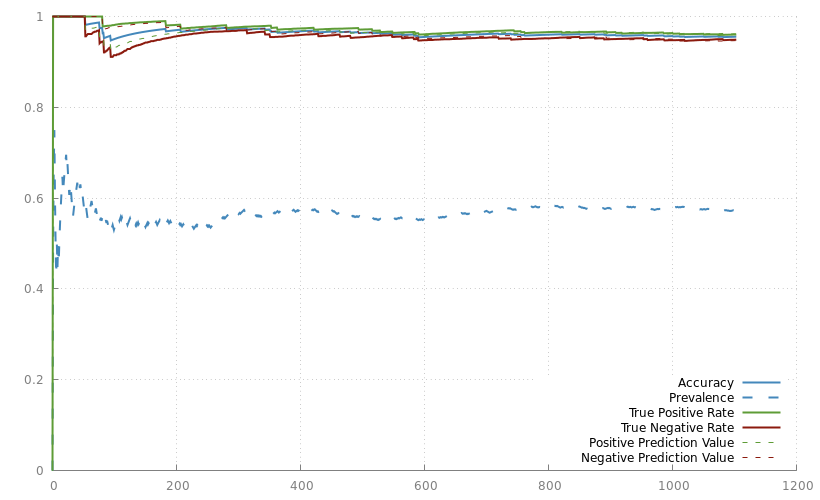 1
0.8
0.6
0.4
0.2
0
0 200 400 600 800 1000 1200
Accuracy
Prevalence
True Positive Rate
True Negative Rate
Positive Prediction Value
Negative Prediction Value